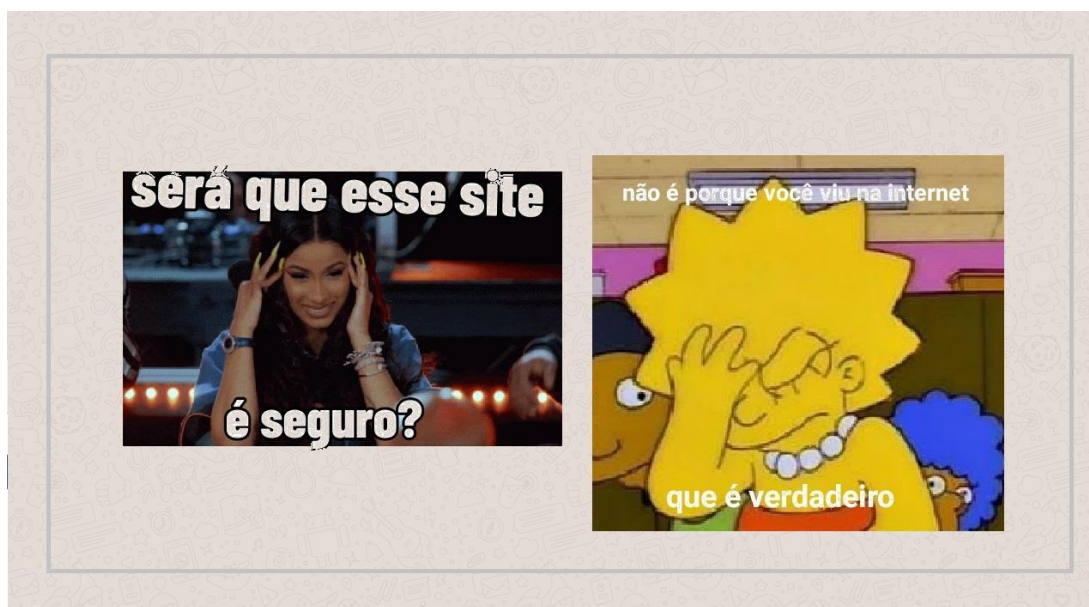 será que esse site
é seguro?
não é porque você viu na internet
que é verdadeiro